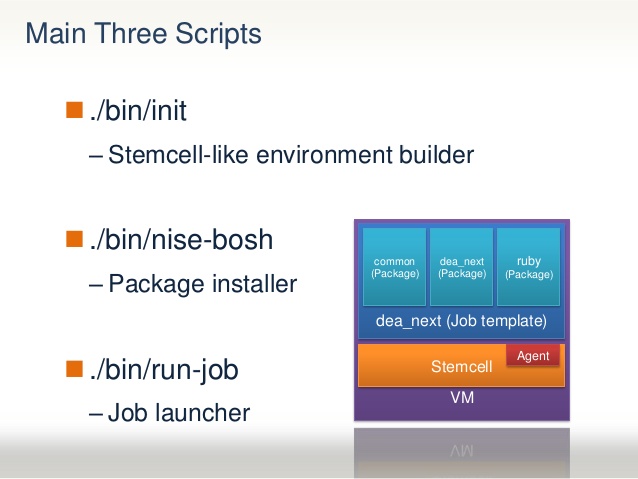 Main Three Scripts
./bin/init
– Stemcell-like environment builder
./bin/nise-bosh
– Package installer
./bin/run-job
– Job launcher
common
(Package)
dea_next
(Package)
ruby
(Package)
dea_next (Job template)
Agent
Stemcell
VM